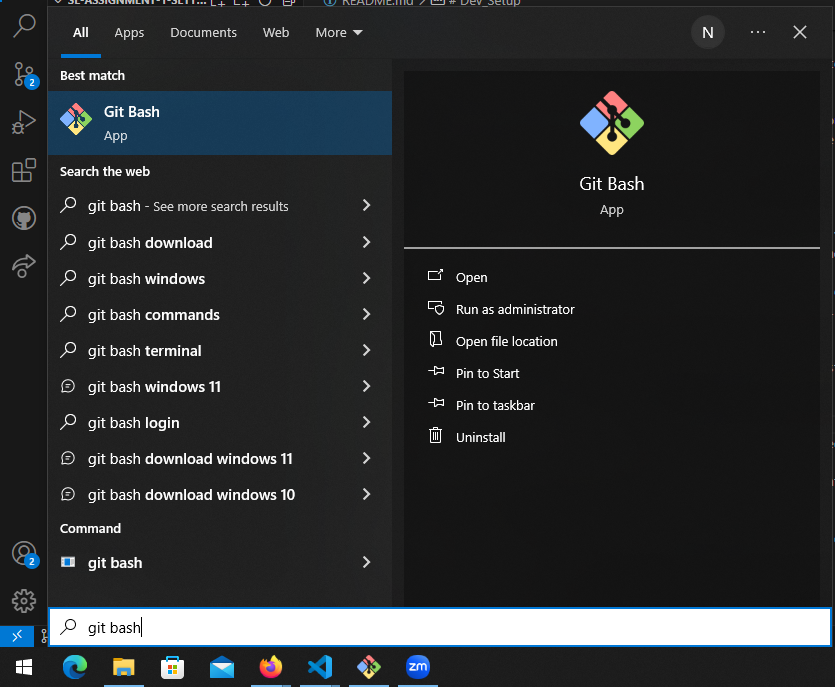 README.md > # Dev_Setup
All Apps Documents Web More N
Best match
Git Bash
App
Search the web
git bash - See more search results
git bash download
git bash windows
git bash commands
git bash terminal
git bash windows 11
git bash login
git bash download windows 11
git bash download windows 10
Command
git bash
Git Bash
App
Open
Run as administrator
Open file location
Pin to Start
Pin to taskbar
Uninstall
2
2
git bash
zm